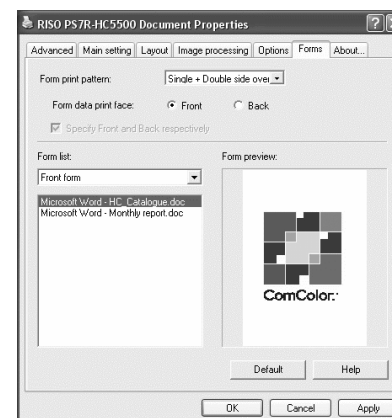 RISO PS7R-HC5500 Document Properties
Advanced Main setting Layout Image processing Options Forms About...
Form print pattern: Single + Double side over
Form data print face: Front Back
Specify Front and Back respectively
Form list: Form preview:
Front form
Microsoft Word - HC_Catalogue.doc
Microsoft Word - Monthly report.doc
ComColor.
Default Help
OK Cancel Apply